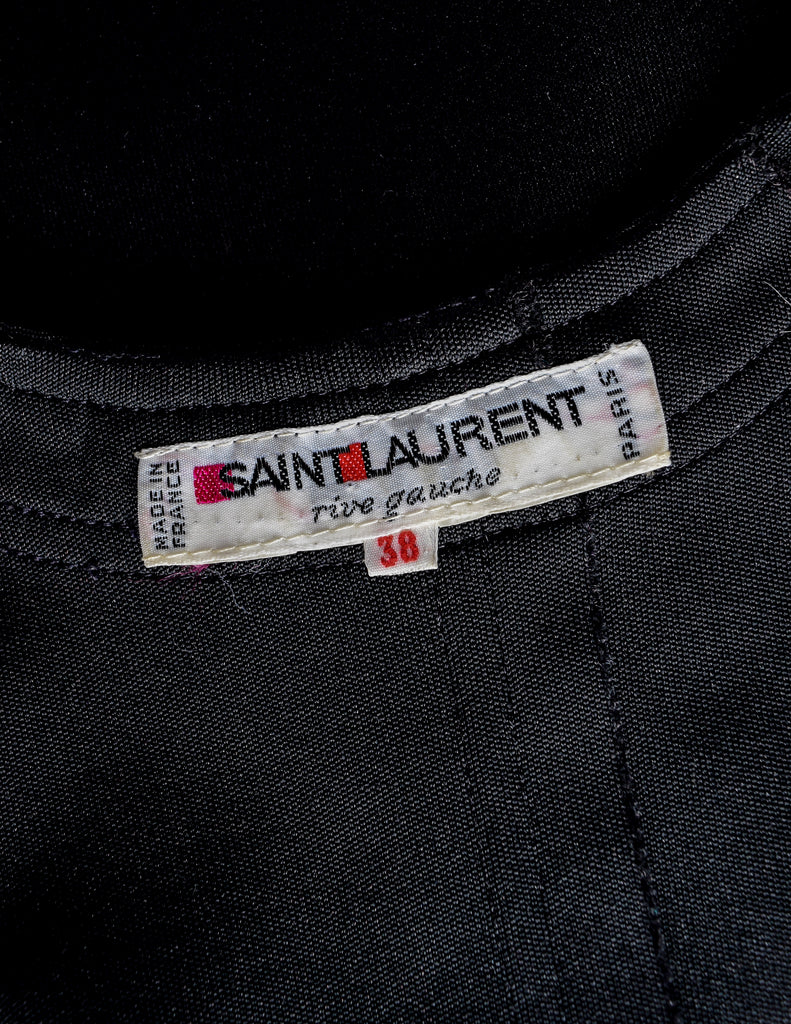 MADE IN
FRANCE
SAINT LAURENT
rive gauche
PARIS
38